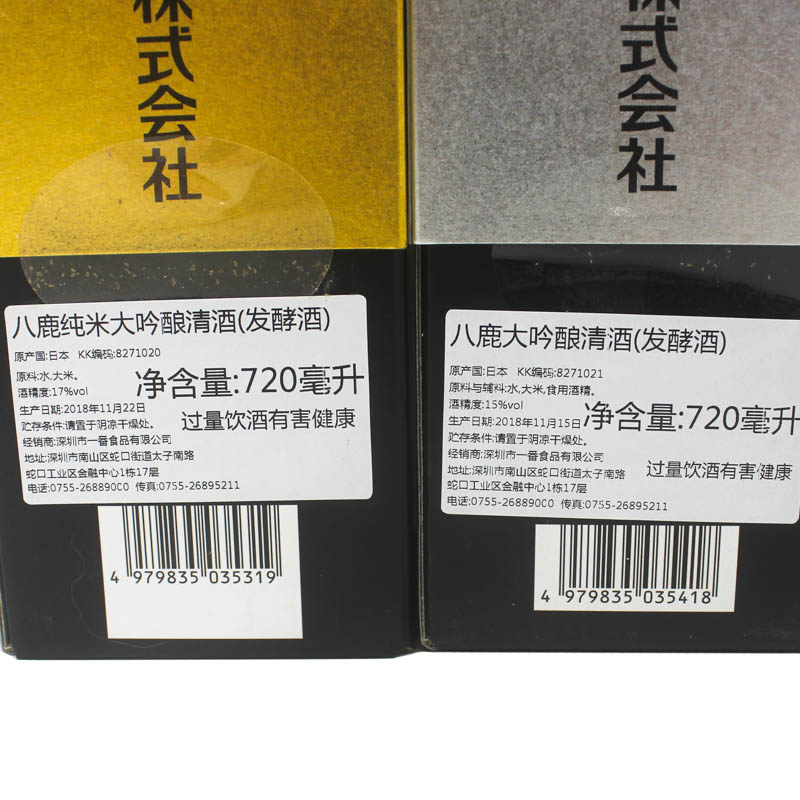 株式会社
八鹿纯米大吟酿清酒(发酵酒)
原产国:日本 KK编码:8271020
原料:水,大米。
酒精度:17%vol
净含量:720毫升
生产日期:2018年11月22日
贮存条件:请置于阴凉干燥处。
过量饮酒有害健康
经销商:深圳市一番食品有限公司
地址:深圳市南山区蛇口街道太子南路
蛇口工业区金融中心1栋17层
电话:0755-26889000 传真:0755-26895211
4 979835 035319
株式会社
八鹿大吟酿清酒(发酵酒)
原产国:日本 KK编码:8271021
原料与辅料:水,大米,食用酒精。
酒精度:15%vol
净含量:720毫升
生产日期:2018年11月15日
贮存条件:请置于阴凉干燥处。
经销商:深圳市一番食品有限公司
过量饮酒有害健康
地址:深圳市南山区蛇口街道太子南路
蛇口工业区金融中心1栋17层
电话:0755-26889000 传真:0755-26895211
4 979835 035418